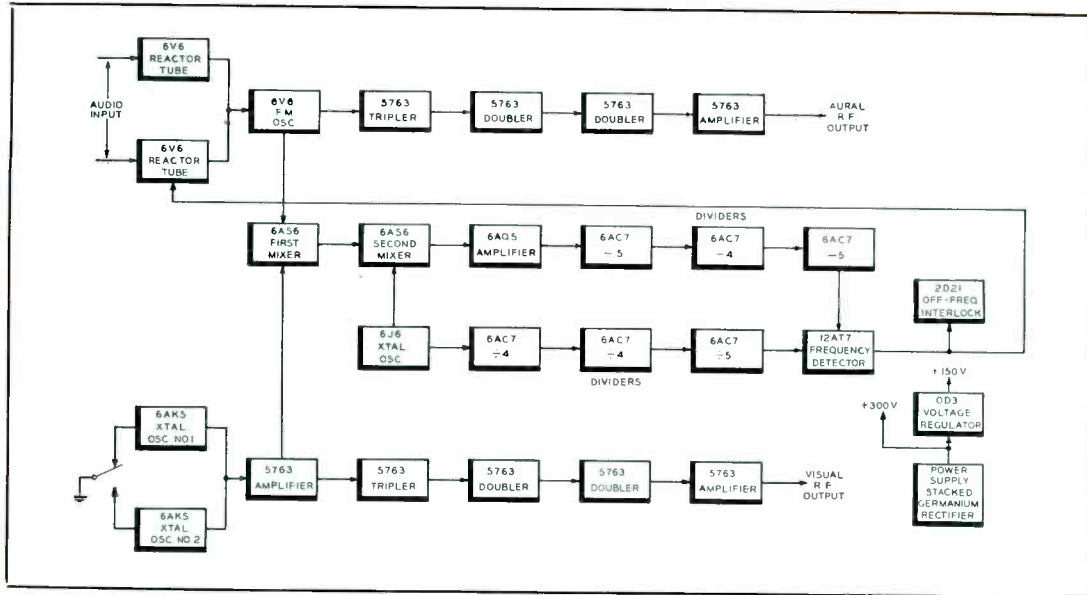 6V6
REACTOR
TUBE
AUDIO
INPUT
6V6
REACTOR
TUBE
6V6
FM
OSC
5763
TRIPLER
5763
DOUBLER
5763
DOUBLER
5763
AMPLIFIER
AURAL
RF
OUTPUT
6AS6
FIRST
MIXER
6AS6
SECOND
MIXER
6AQ5
AMPLIFIER
DIVIDERS
6AC7
÷5
6AC7
÷4
6AC7
÷5
6J6
XTAL
OSC
6AC7
÷4
6AC7
÷4
6AC7
÷5
DIVIDERS
12AT7
FREQUENCY
DETECTOR
2D21
OFF-FREQ
INTERLOCK
+150V
+300V
OD3
VOLTAGE
REGULATOR
POWER
SUPPLY
STACKED
GERMANIUM
RECTIFIER
6AK5
XTAL
OSC NO.1
6AK5
XTAL
OSC NO.2
5763
AMPLIFIER
5763
TRIPLER
5763
DOUBLER
5763
DOUBLER
5763
AMPLIFIER
VISUAL
RF
OUTPUT